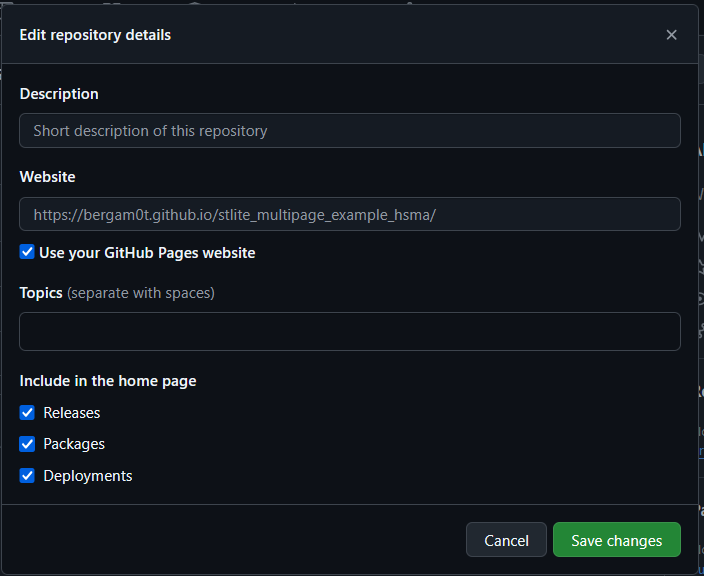 Edit repository details
Description
Short description of this repository
Website
https://bergam0t.github.io/stlite_multipage_example_hsma/
Use your GitHub Pages website
Topics (separate with spaces)
Include in the home page
Releases
Packages
Deployments
Cancel
Save changes